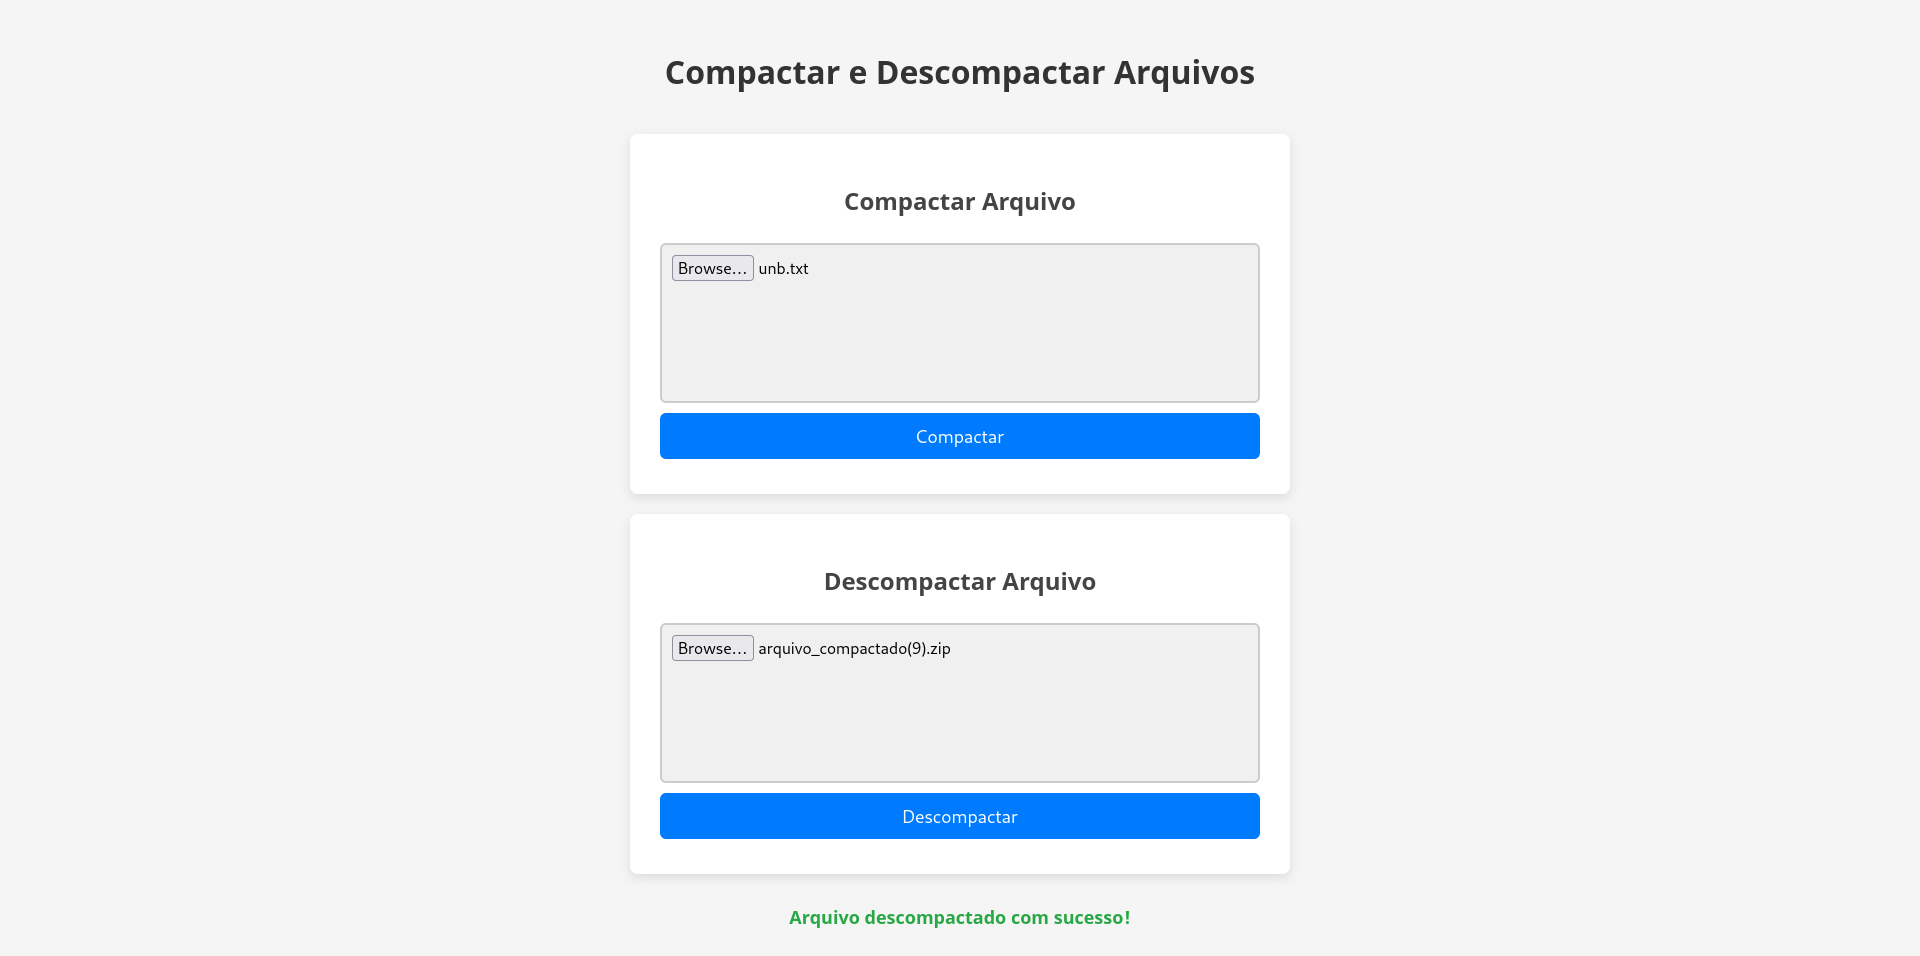 Compactar e Descompactar Arquivos
Compactar Arquivo
Browse... unb.txt
Compactar
Descompactar Arquivo
Browse... arquivo_compactado(9).zip
Descompactar
Arquivo descompactado com sucesso!